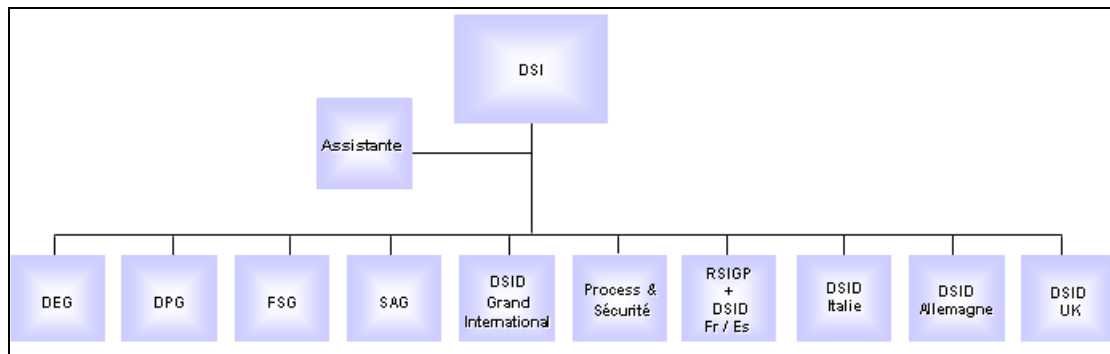 DSI
Assistante
DEG
DPG
FSG
SAG
DSID
Grand
International
Process &
Sécurité
RSIGP
+
DSID
Fr / Es
DSID
Italie
DSID
Allemagne
DSID
UK